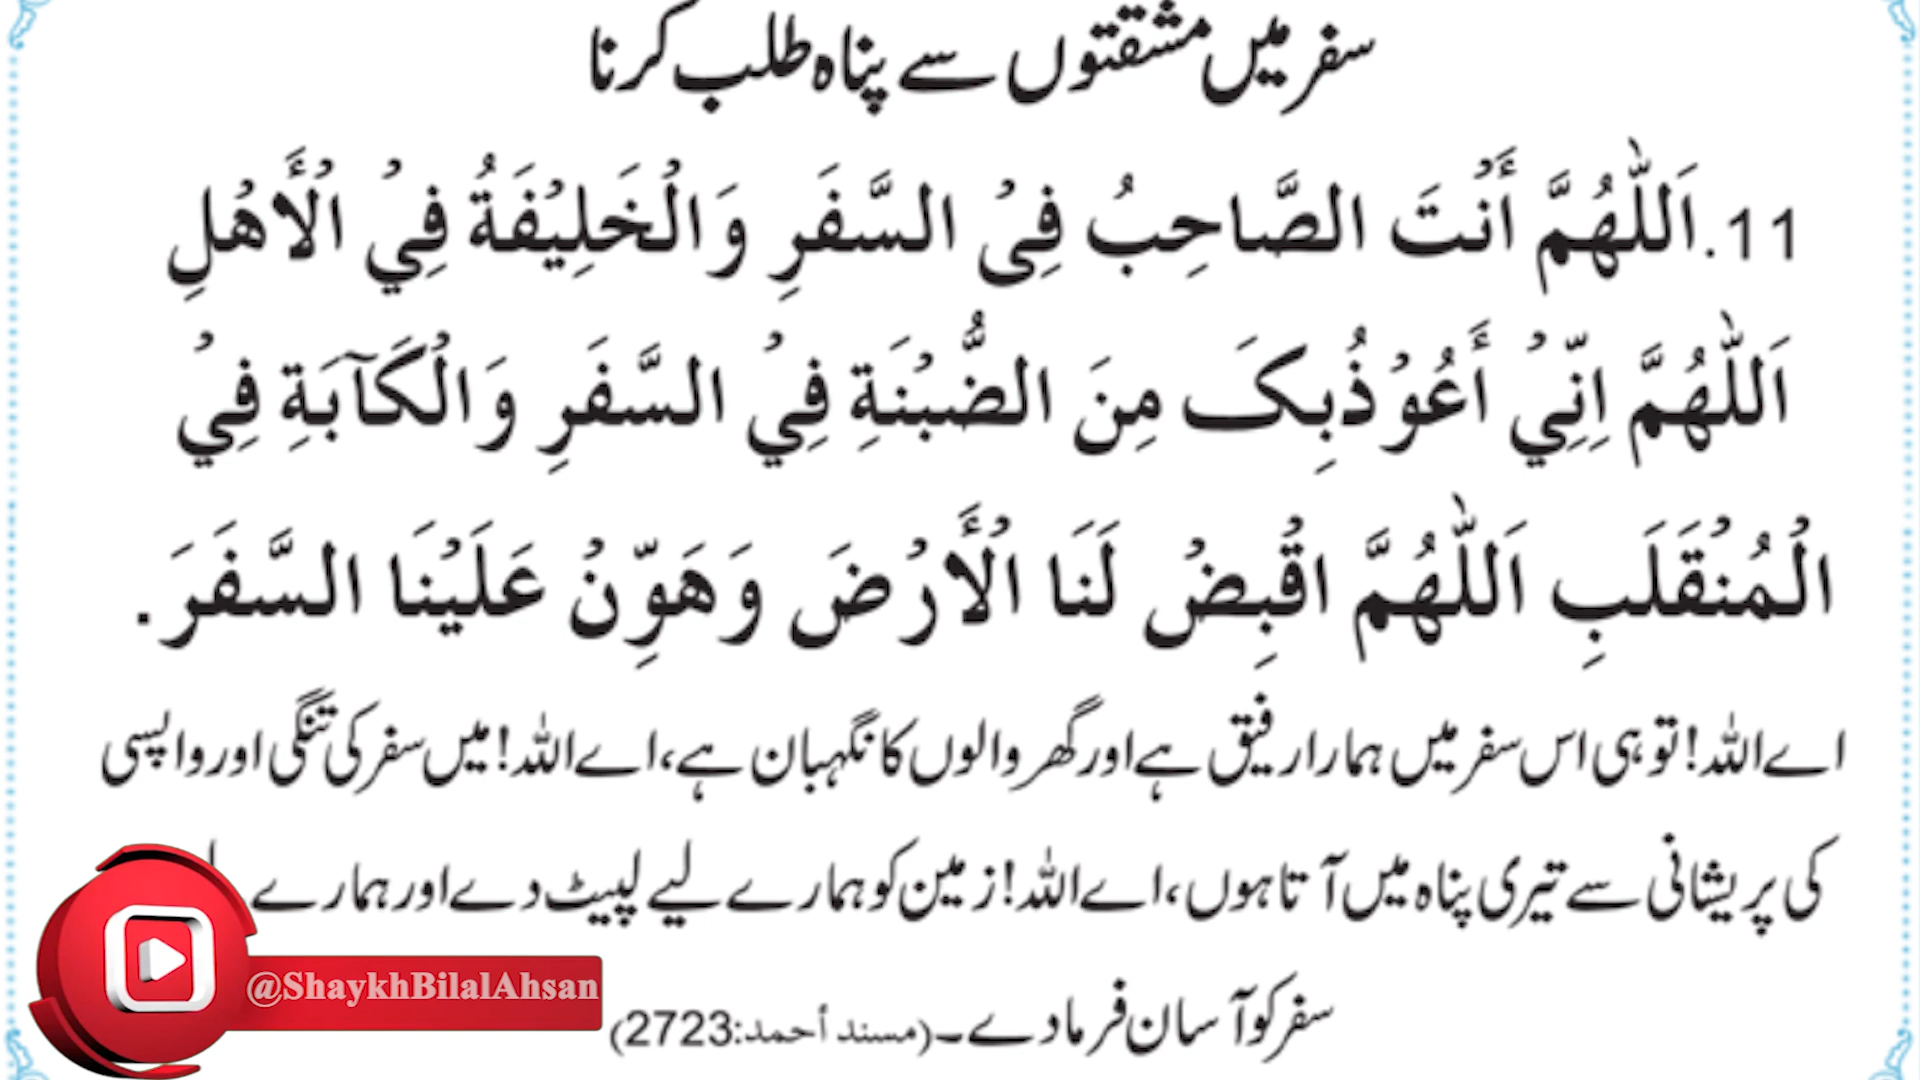 سفر میں مشقتوں سے پناہ طلب کرنا
11. اَللّٰهُمَّ أَنْتَ الصَّاحِبُ فِیْ السَّفَرِ وَالْخَلِيْفَةُ فِيْ الْأَهْلِ
اَللّٰهُمَّ اِنِّيْ أَعُوْذُبِکَ مِنَ الضُّبْنَةِ فِيْ السَّفَرِ وَالْكَآبَةِ فِيْ
الْمُنْقَلَبِ اَللّٰهُمَّ اقْبِضْ لَنَا الْأَرْضَ وَهَوِّنْ عَلَيْنَا السَّفَرَ.
اے اللہ! تو ہی اس سفر میں ہمارا رفیق ہے اور گھر والوں کا نگہبان ہے، اے اللہ! میں سفر کی تنگی اور واپسی
کی پریشانی سے تیری پناہ میں آتا ہوں، اے اللہ! زمین کو ہمارے لیے لپیٹ دے اور ہمارے
سفر کو آسان فرما دے۔ (مسند أحمد:2723)
@ShaykhBilalAhsan